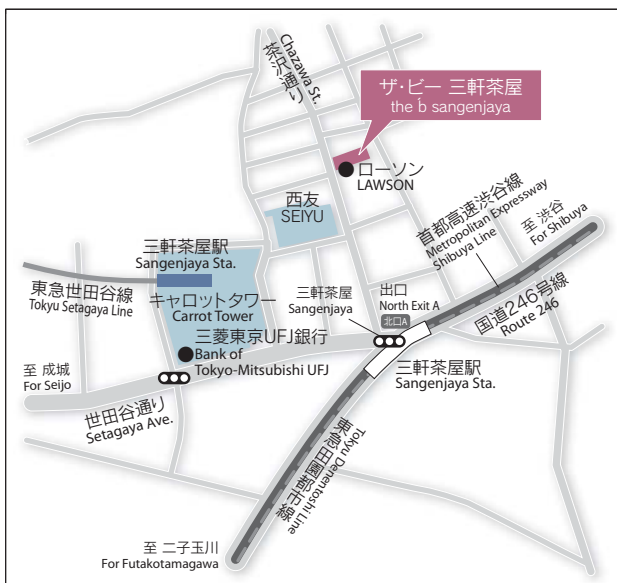 茶沢通り
Chazawa St.
ザ・ビー 三軒茶屋
the b sangenjaya
ローソン
LAWSON
西友
SEIYU
首都高速渋谷線
Metropolitan Expressway
Shibuya Line
至 渋谷
For Shibuya
三軒茶屋駅
Sangenjaya Sta.
東急世田谷線
Tokyu Setagaya Line
キャロットタワー
Carrot Tower
三軒茶屋
Sangenjaya
出口
North Exit A
北口A
国道246号線
Route 246
三菱東京UFJ銀行
Bank of
Tokyo-Mitsubishi UFJ
三軒茶屋駅
Sangenjaya Sta.
至 成城
For Seijo
世田谷通り
Setagaya Ave.
東急田園都市線
Tokyu Denentoshi Line
至 二子玉川
For Futakotamagawa